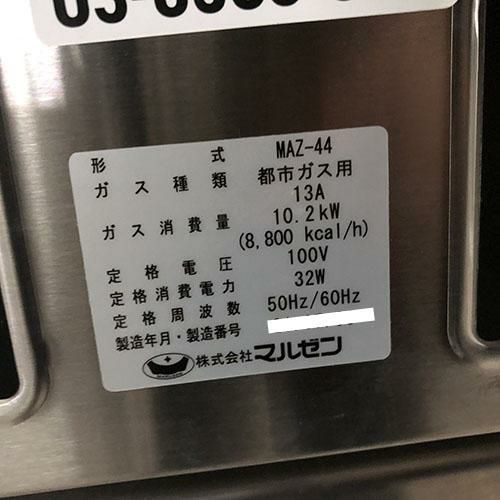 形式 MAZ-44
ガス種類 都市ガス用
13A
ガス消費量 10.2kW
(8,800 kcal/h)
定格電圧 100V
定格消費電力 32W
定格周波数 50Hz/60Hz
製造年月・製造番号
株式会社マルゼン